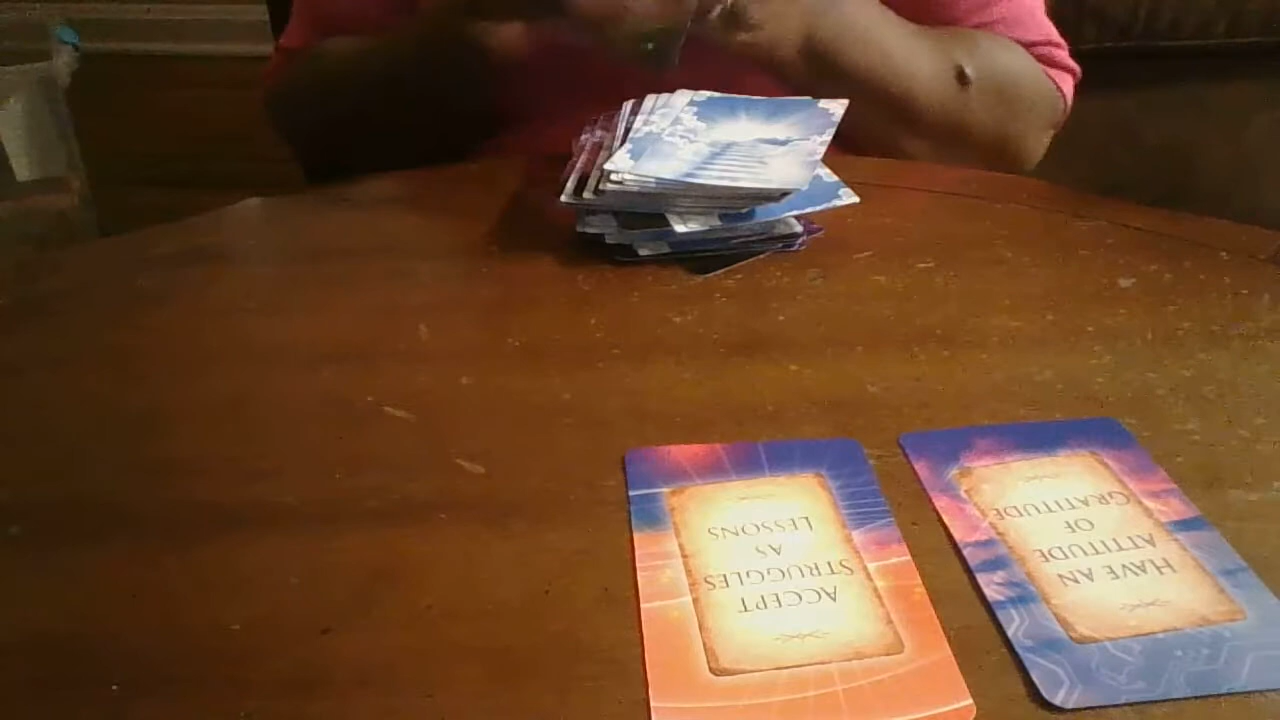 ACCEPT
STRUGGLES
AS
LESSONS
HAVE AN
ATTITUDE
OF
GRATITUDE